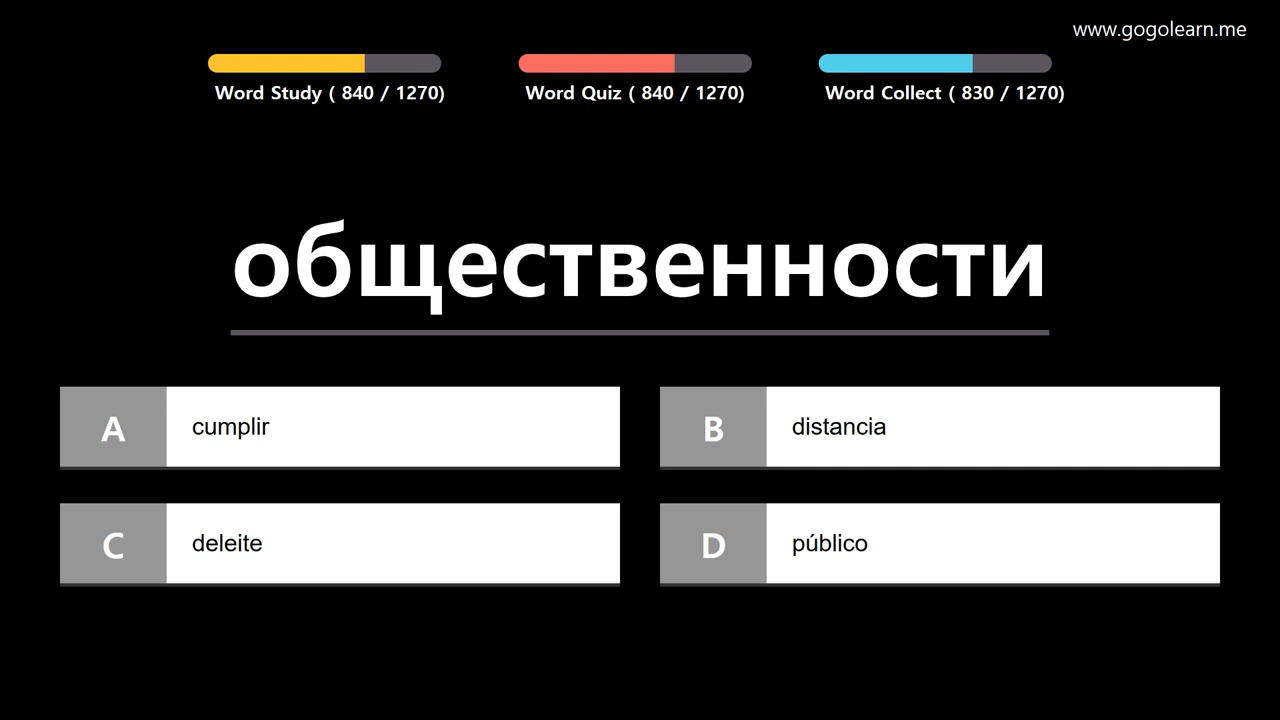 www.gogolearn.me
Word Study ( 840 / 1270)
Word Quiz ( 840 / 1270)
Word Collect ( 830 / 1270)
общественности
A cumplir
B distancia
C deleite
D público